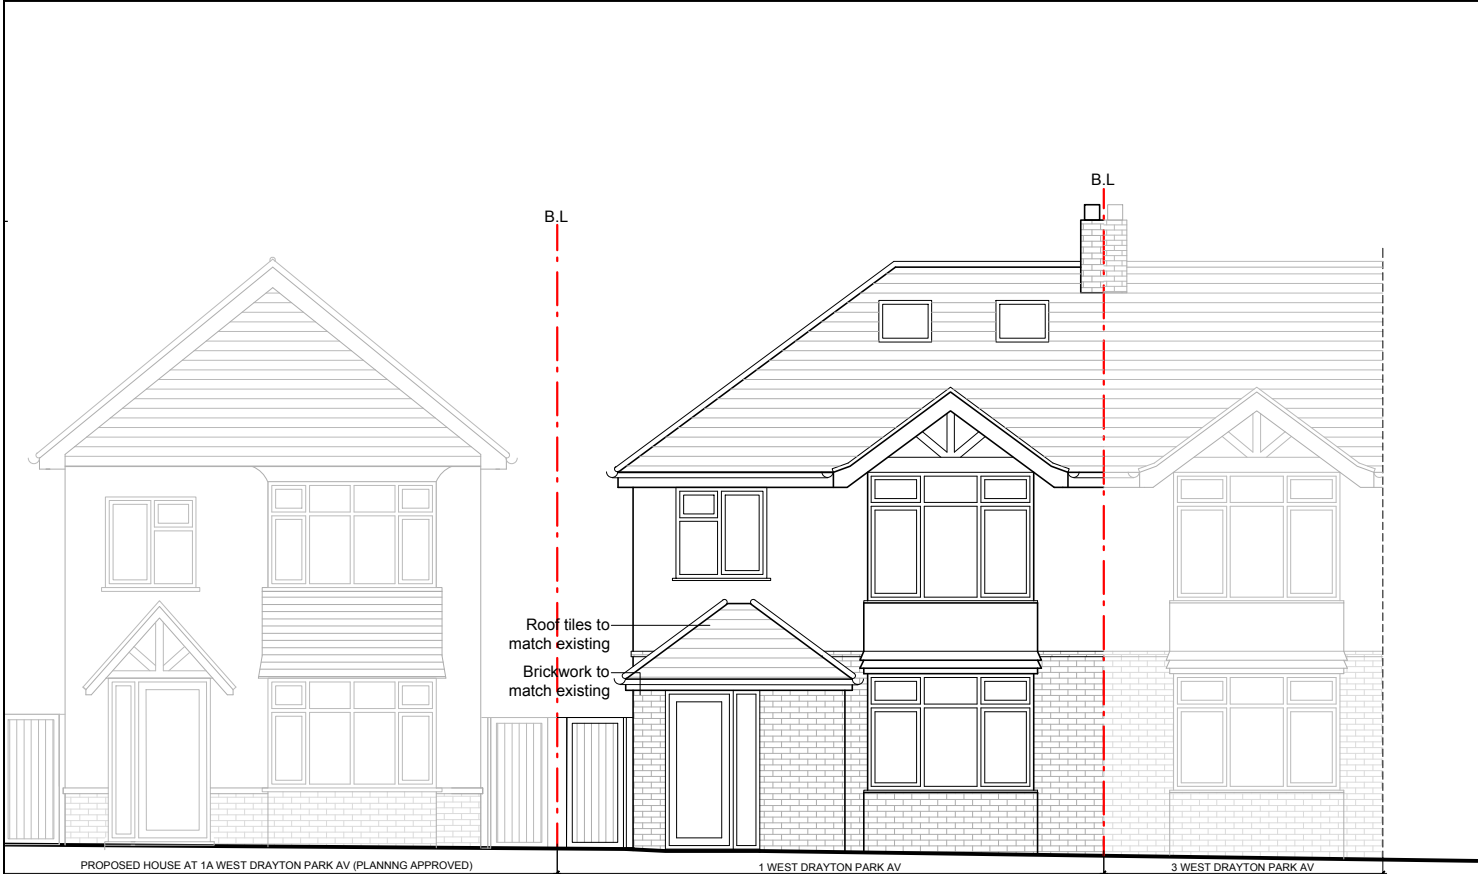 B.L
B.L
Roof tiles to
match existing
Brickwork to
match existing
PROPOSED HOUSE AT 1A WEST DRAYTON PARK AV (PLANNNG APPROVED)
1 WEST DRAYTON PARK AV
3 WEST DRAYTON PARK AV